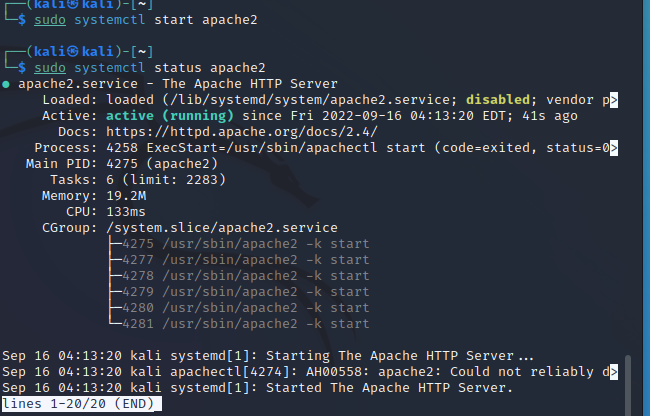 ┌──(kali㉿kali)-[~]
└─$ sudo systemctl start apache2
┌──(kali㉿kali)-[~]
└─$ sudo systemctl status apache2
● apache2.service - The Apache HTTP Server
Loaded: loaded (/lib/systemd/system/apache2.service; disabled; vendor p>
Active: active (running) since Fri 2022-09-16 04:13:20 EDT; 41s ago
Docs: https://httpd.apache.org/docs/2.4/
Process: 4258 ExecStart=/usr/sbin/apachectl start (code=exited, status=0>
Main PID: 4275 (apache2)
Tasks: 6 (limit: 2283)
Memory: 19.2M
CPU: 133ms
CGroup: /system.slice/apache2.service
├─4275 /usr/sbin/apache2 -k start
├─4277 /usr/sbin/apache2 -k start
├─4278 /usr/sbin/apache2 -k start
├─4279 /usr/sbin/apache2 -k start
├─4280 /usr/sbin/apache2 -k start
└─4281 /usr/sbin/apache2 -k start
Sep 16 04:13:20 kali systemd[1]: Starting The Apache HTTP Server...
Sep 16 04:13:20 kali apachectl[4274]: AH00558: apache2: Could not reliably d>
Sep 16 04:13:20 kali systemd[1]: Started The Apache HTTP Server.
lines 1-20/20 (END)